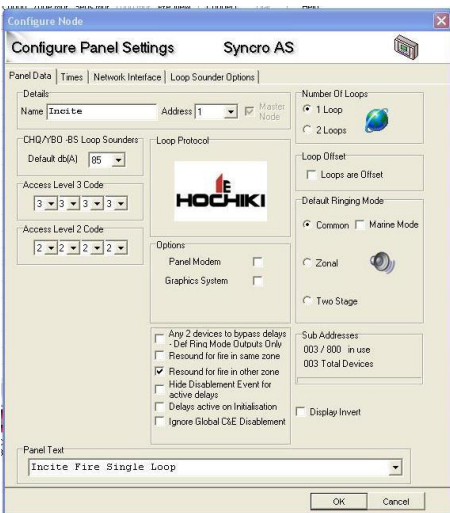 Configure Node
Configure Panel Settings Syncro AS
Panel Data Times Network Interface Loop Sounder Options
Details
Name Incite Address 1 Master Node
Number Of Loops
1 Loop
2 Loops
CHQ/YBO -BS Loop Sounders
Default db(A) 85
Loop Protocol
HOCHIKI
Loop Offset
Loops are Offset
Access Level 3 Code
3 3 3 3
Default Ringing Mode
Common Marine Mode
Zonal
Two Stage
Access Level 2 Code
2 2 2 2
Options
Panel Modem
Graphics System
Any 2 devices to bypass delays
- Def Ring Mode Outputs Only
Resound for fire in same zone
Resound for fire in other zone
Hide Disablement Event for
active delays
Delays active on Initialisation
Ignore Global C&E Disablement
Sub Addresses
003 / 800 in use
003 Total Devices
Display Invert
Panel Text
Incite Fire Single Loop
OK Cancel